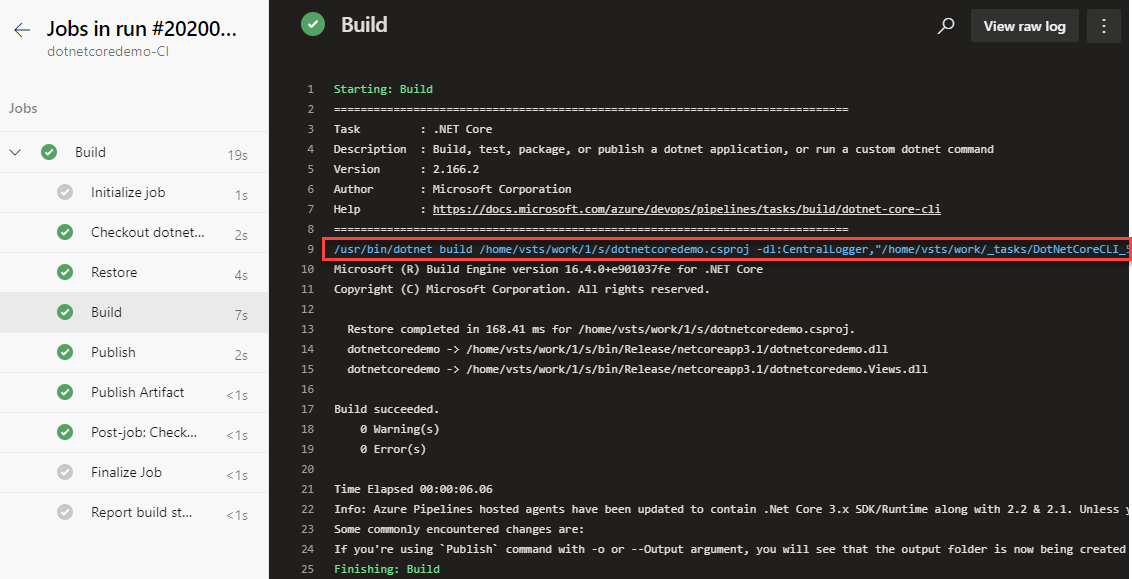 Jobs in run #20200...
dotnetcoredemo-CI
Jobs
Build 19s
Initialize job 1s
Checkout dotnet... 2s
Restore 4s
Build 7s
Publish 2s
Publish Artifact <1s
Post-job: Check... <1s
Finalize Job <1s
Report build st... <1s
Build
View raw log
1 Starting: Build
2 ==============================================================================
3 Task : .NET Core
4 Description : Build, test, package, or publish a dotnet application, or run a custom dotnet command
5 Version : 2.166.2
6 Author : Microsoft Corporation
7 Help : https://docs.microsoft.com/azure/devops/pipelines/tasks/build/dotnet-core-cli
8 ==============================================================================
9 /usr/bin/dotnet build /home/vsts/work/1/s/dotnetcoredemo.csproj -dl:CentralLogger,"/home/vsts/work/_tasks/DotNetCoreCLI_
10 Microsoft (R) Build Engine version 16.4.0+e901037fe for .NET Core
11 Copyright (C) Microsoft Corporation. All rights reserved.
12
13 Restore completed in 168.41 ms for /home/vsts/work/1/s/dotnetcoredemo.csproj.
14 dotnetcoredemo -> /home/vsts/work/1/s/bin/Release/netcoreapp3.1/dotnetcoredemo.dll
15 dotnetcoredemo -> /home/vsts/work/1/s/bin/Release/netcoreapp3.1/dotnetcoredemo.Views.dll
16
17 Build succeeded.
18 0 Warning(s)
19 0 Error(s)
20
21 Time Elapsed 00:00:06.06
22 Info: Azure Pipelines hosted agents have been updated to contain .Net Core 3.x SDK/Runtime along with 2.2 & 2.1. Unless
23 Some commonly encountered changes are:
24 If you're using `Publish` command with -o or --Output argument, you will see that the output folder is now being created
25 Finishing: Build